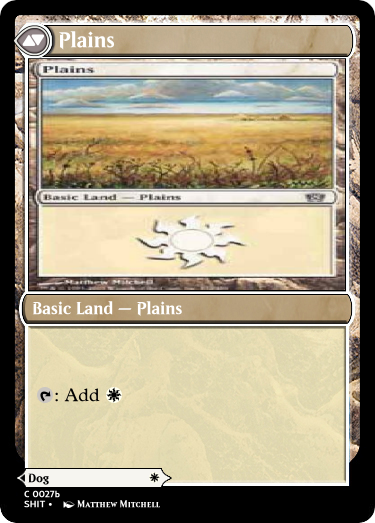 Plains
Plains
Basic Land — Plains
Matthew Mitchell
Basic Land — Plains
: Add
Dog
C 0027b
SHIT • Matthew Mitchell